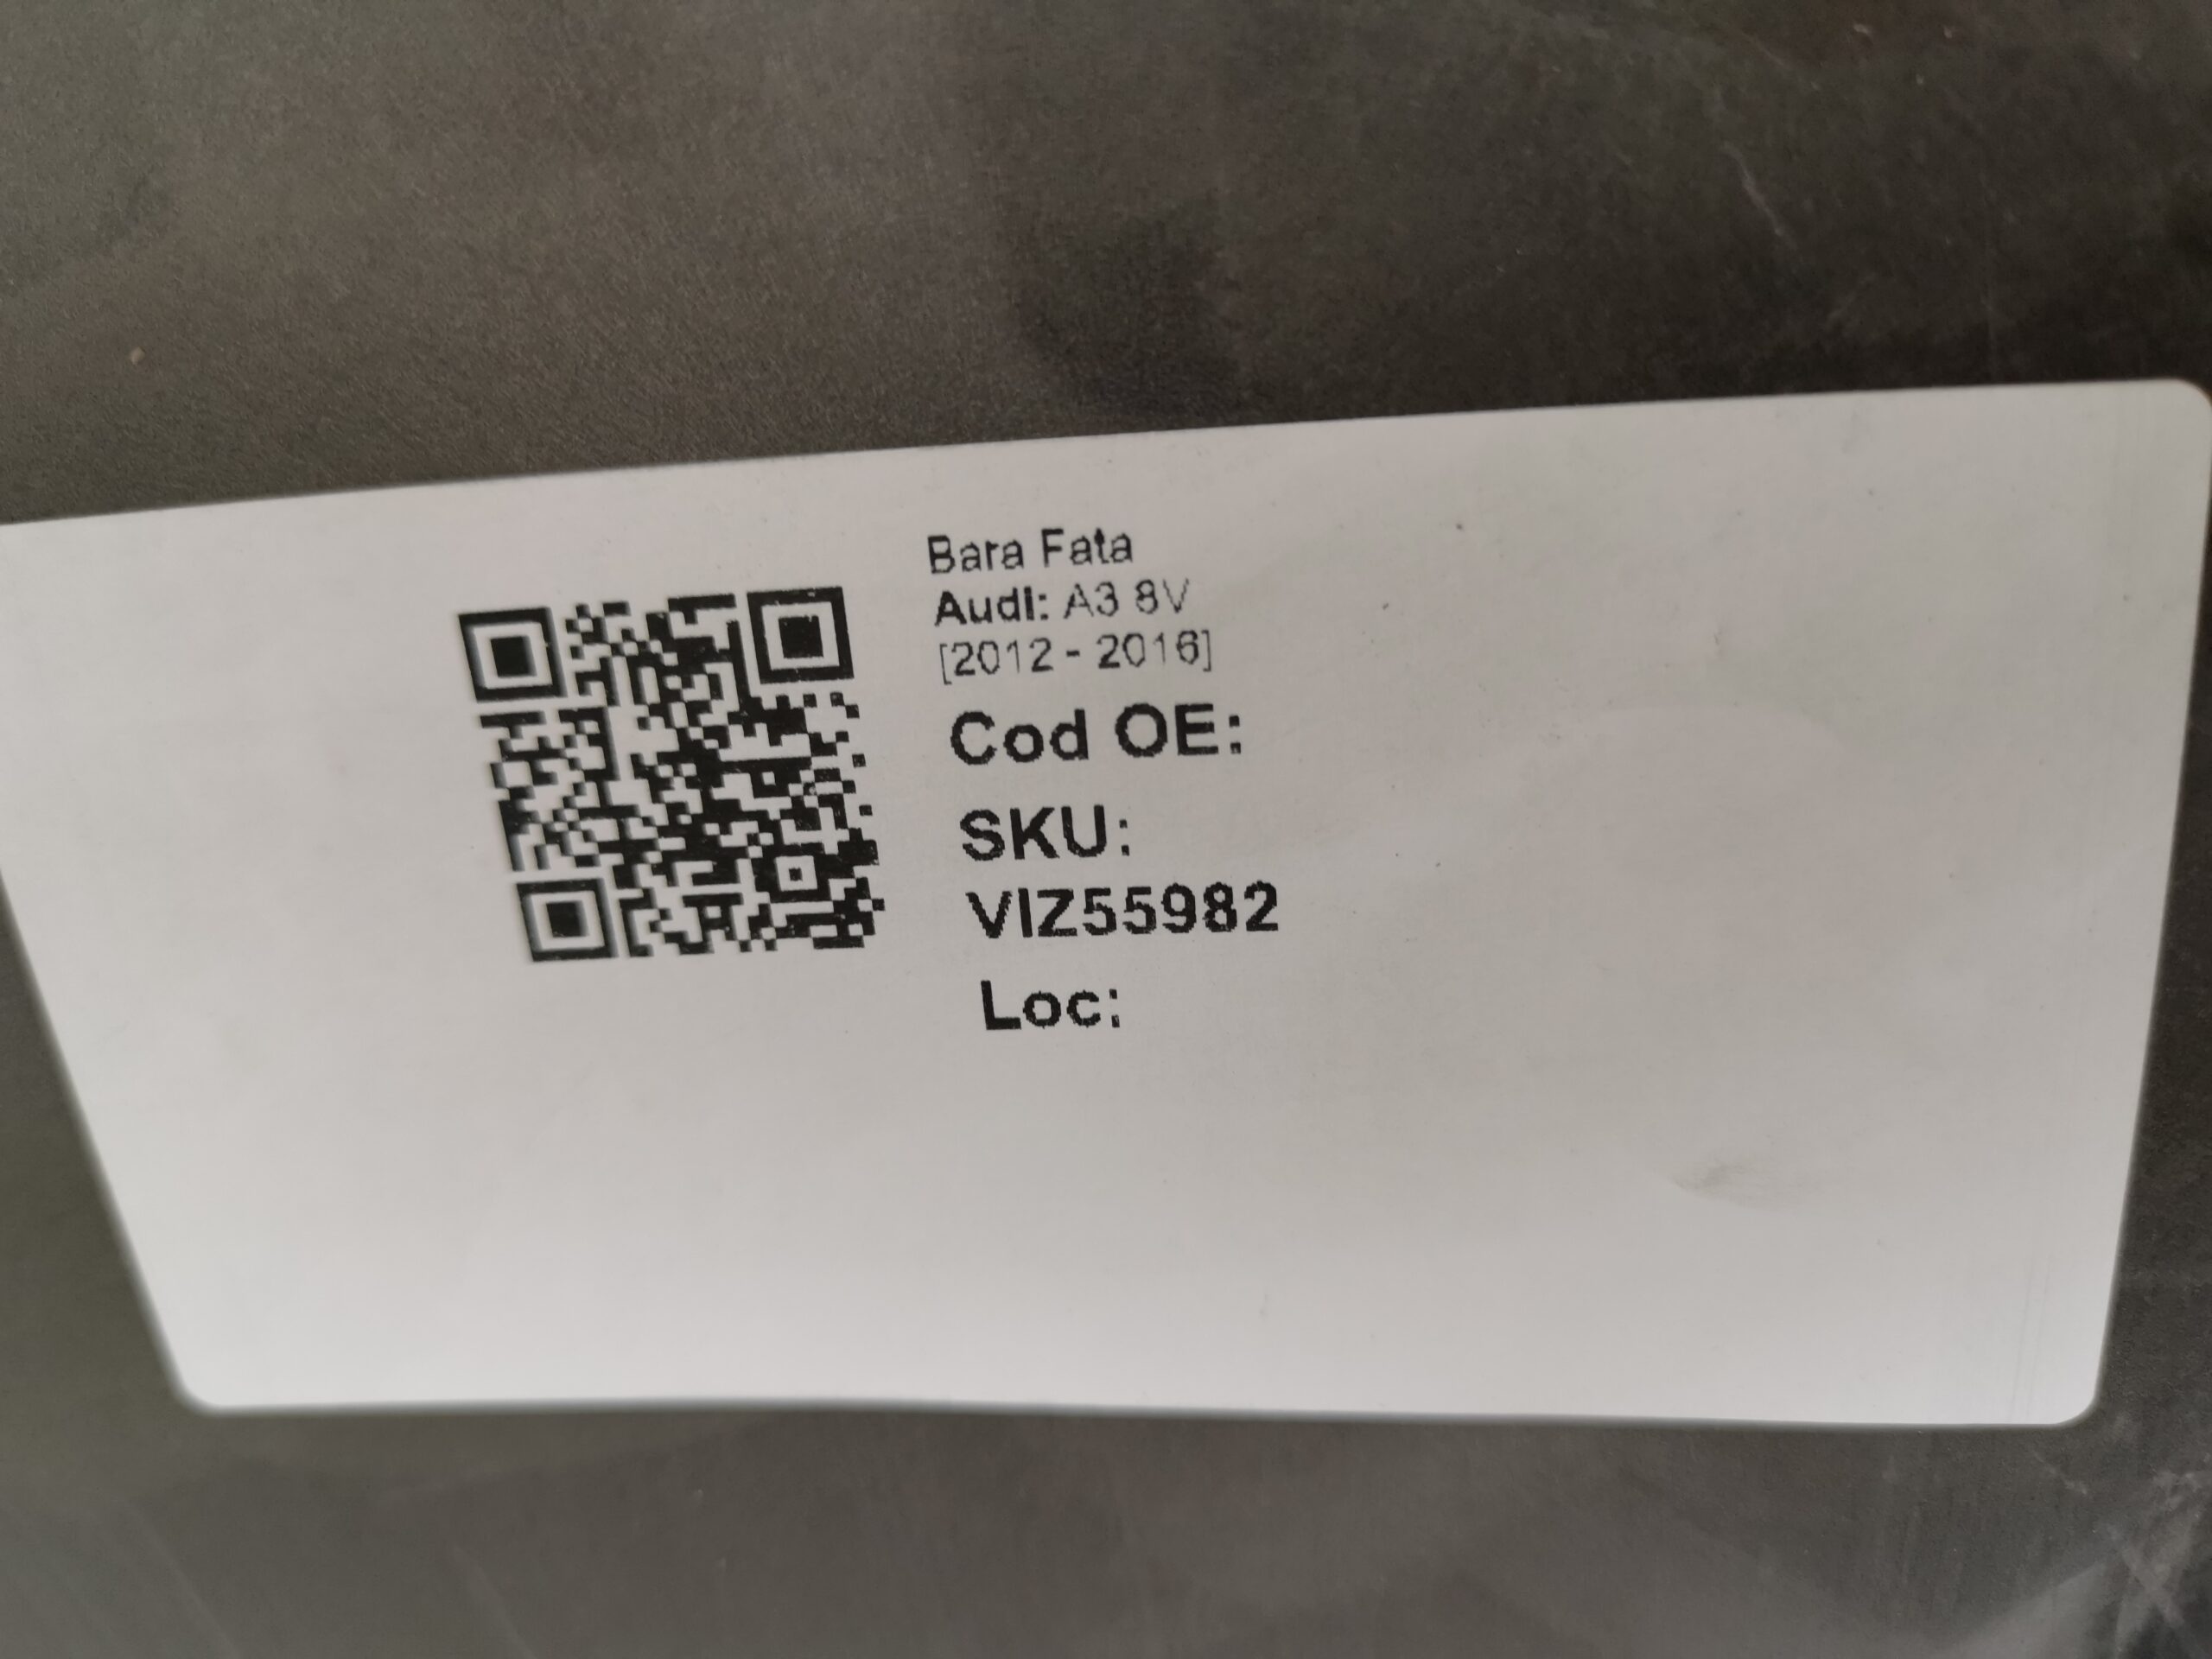 Bara Fata
Audi: A3 8V
[2012 - 2016]
Cod OE:
SKU:
VIZ55982
Loc: